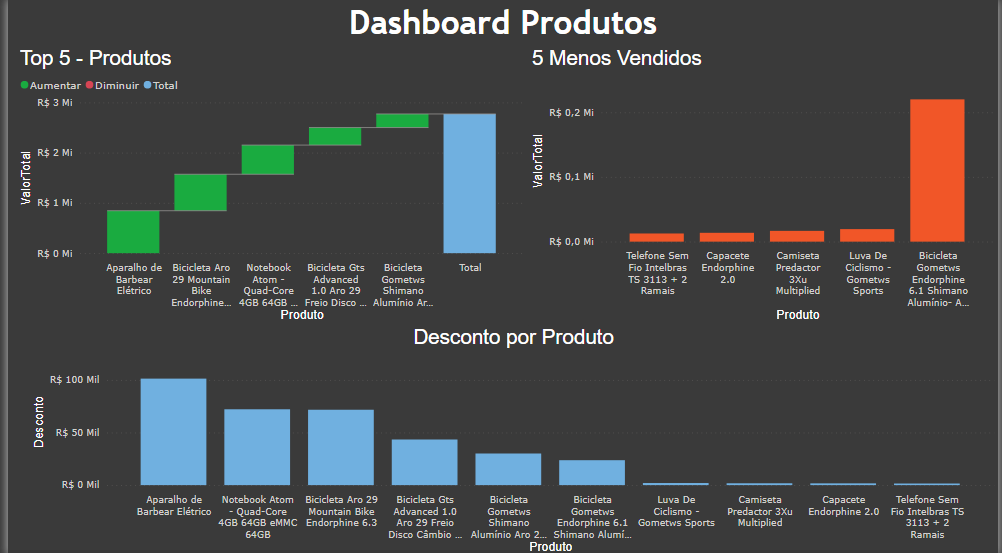 Dashboard Produtos
Top 5 - Produtos
Aumentar Diminuir Total
ValorTotal
R$ 3 Mi
R$ 2 Mi
R$ 1 Mi
R$ 0 Mi
Aparalho de
Barbear
Elétrico
Bicicleta Aro
29 Mountain
Bike
Endorphine...
Notebook
Atom -
Quad-Core
4GB 64GB ...
Bicicleta Gts
Advanced
1.0 Aro 29
Freio Disco ...
Bicicleta
Gometws
Shimano
Alumínio Ar...
Total
Produto
5 Menos Vendidos
ValorTotal
R$ 0,2 Mi
R$ 0,1 Mi
R$ 0,0 Mi
Telefone Sem
Fio Intelbras
TS 3113 + 2
Ramais
Capacete
Endorphine
2.0
Camiseta
Predactor
3Xu
Multiplied
Luva De
Ciclismo -
Gometws
Sports
Bicicleta
Gometws
Endorphine
6.1 Shimano
Alumínio- A...
Produto
Desconto por Produto
Desconto
R$ 100 Mil
R$ 50 Mil
R$ 0 Mil
Aparalho de
Barbear Elétrico
Notebook Atom
- Quad-Core
4GB 64GB eMMC
64GB
Bicicleta Aro 29
Mountain Bike
Endorphine 6.3
Bicicleta Gts
Advanced 1.0
Aro 29 Freio
Disco Câmbio ...
Bicicleta
Gometws
Shimano
Alumínio Aro 2...
Bicicleta
Gometws
Endorphine 6.1
Shimano Alumí...
Luva De
Ciclismo -
Gometws Sports
Camiseta
Predactor 3Xu
Multiplied
Capacete
Endorphine 2.0
Telefone Sem
Fio Intelbras TS
3113 + 2
Ramais
Produto